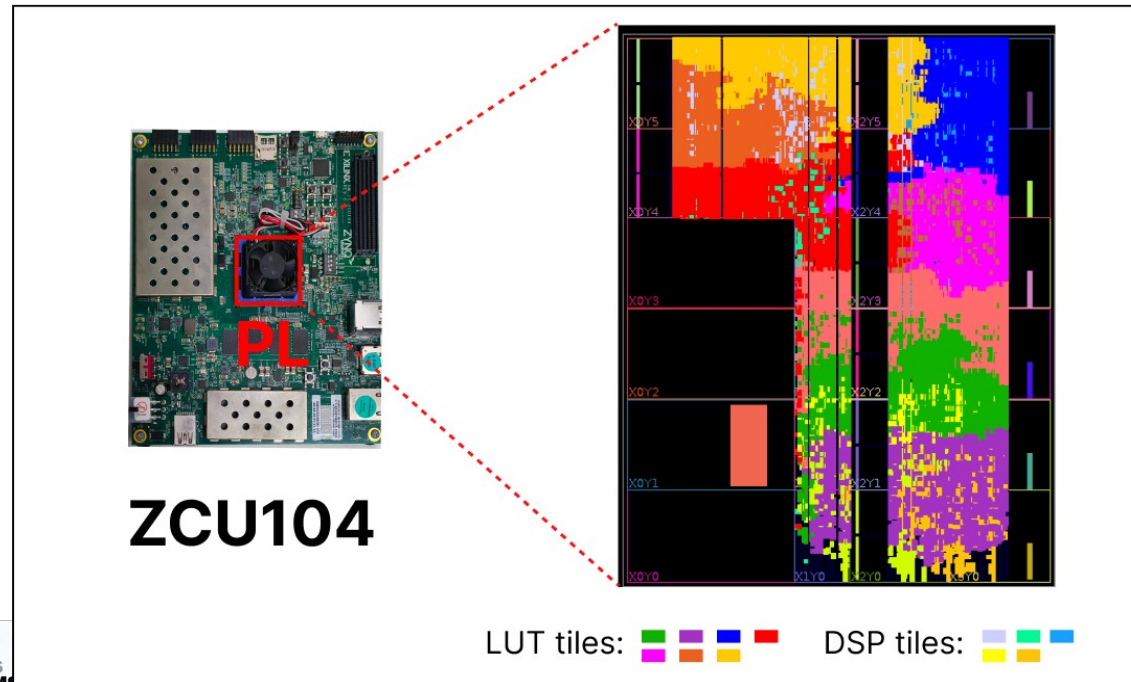 PL
ZCU104
X0Y5
X2Y5
X0Y4
X2Y4
X0Y3
X2Y3
X0Y2
X2Y2
X0Y1
X2Y1
X0Y0
X1Y0
X2Y0
X3Y0
LUT tiles:
DSP tiles: